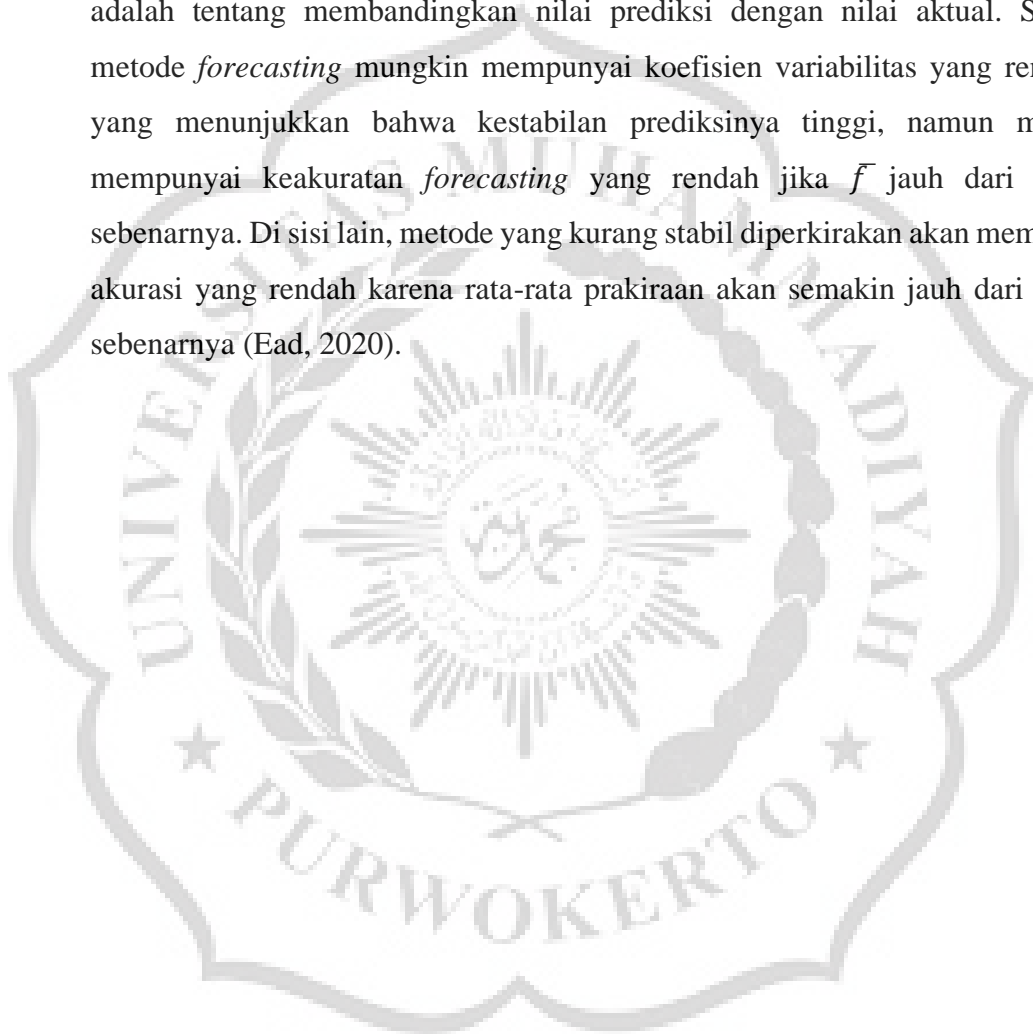 adalah tentang membandingkan nilai prediksi dengan nilai aktual. S
metode forecasting mungkin mempunyai koefisien variabilitas yang
yang menunjukkan bahwa kestabilan prediksinya tinggi, namun
mempunyai keakuratan forecasting yang rendah jika f̅ jauh dari
sebenarnya. Di sisi lain, metode yang kurang stabil diperkirakan akan
akurasi yang rendah karena rata-rata prakiraan akan semakin jauh dari
sebenarnya (Ead, 2020).
UNIVERSITAS MUHAMMADIYAH
PURWOKERTO